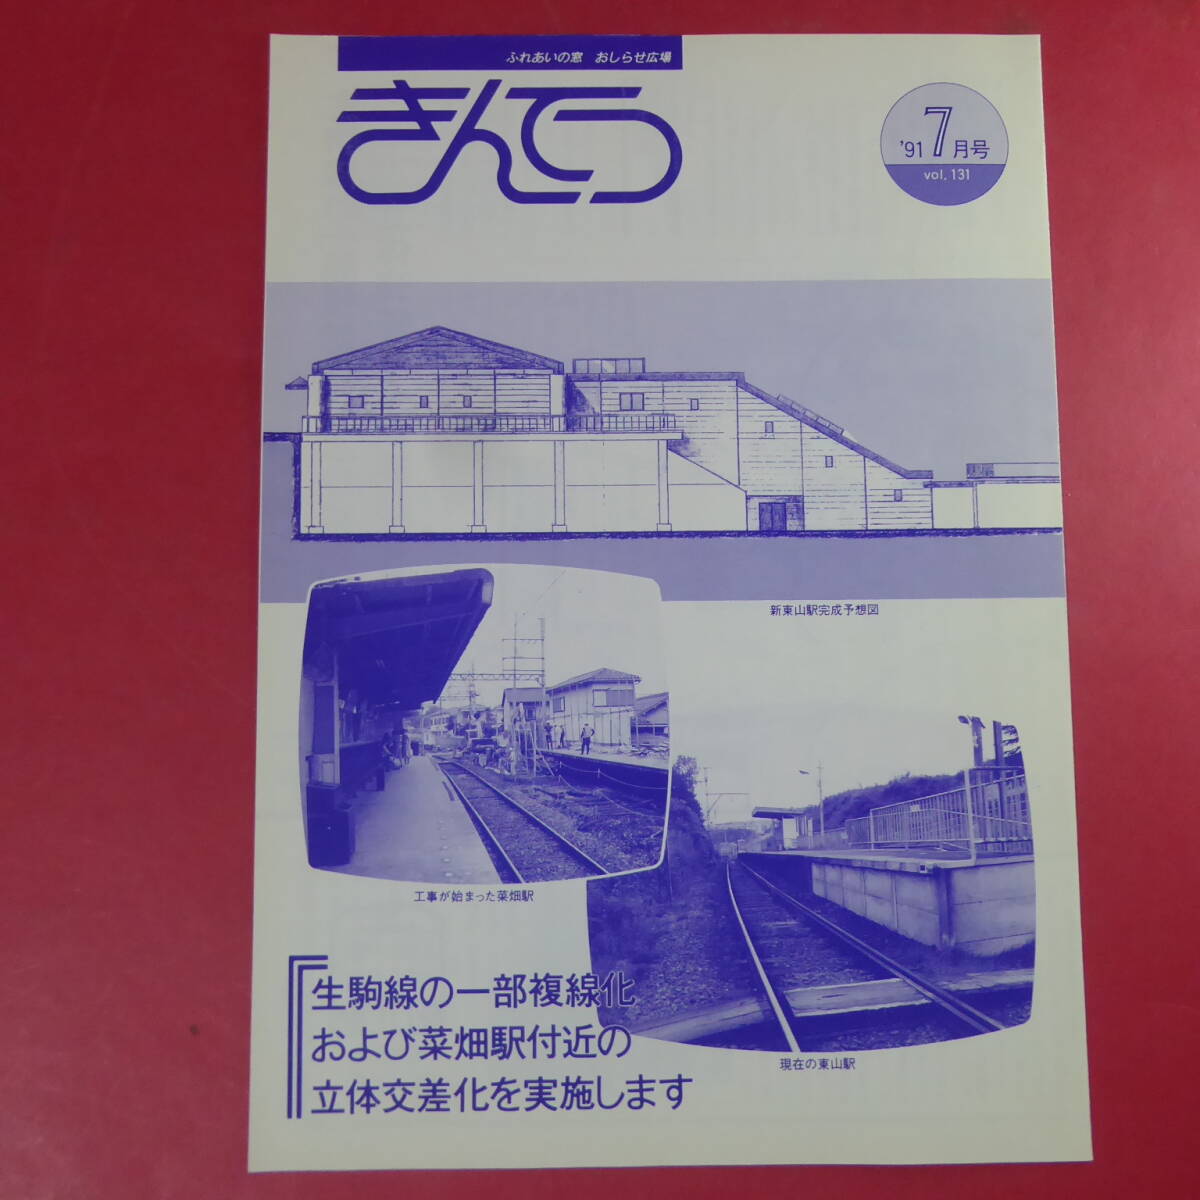 ふれあいの窓 おしらせ広場
きんてつ
'91 7月号
vol. 131
新東山駅完成予想図
工事が始まった菜畑駅
現在の東山駅
生駒線の一部複線化
および菜畑駅付近の
立体交差化を実施します